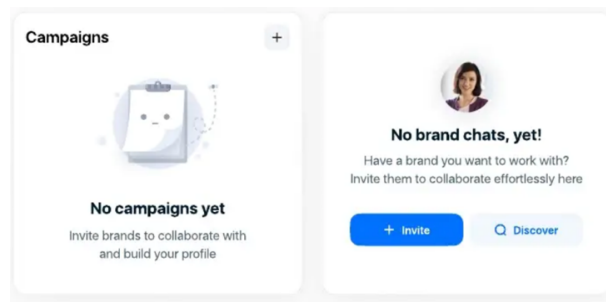 Campaigns
No campaigns yet
Invite brands to collaborate with
and build your profile
No brand chats, yet!
Have a brand you want to work with?
Invite them to collaborate effortlessly here
+ Invite
Discover